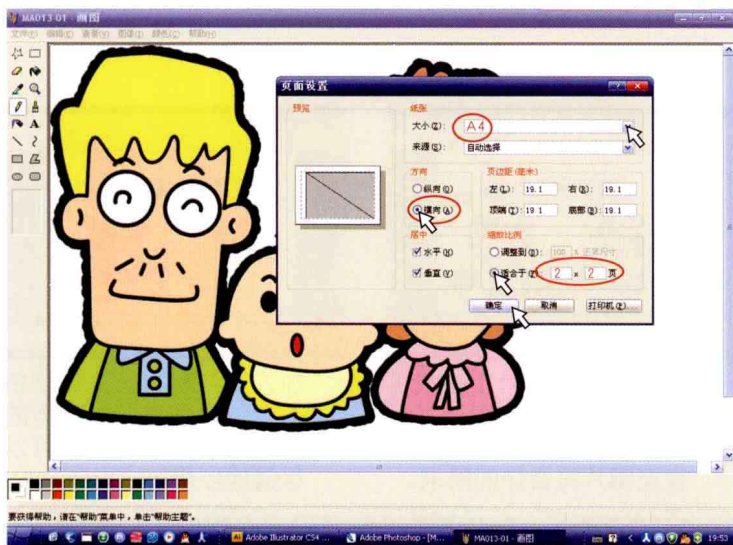 MA013-01 - 画图
文件(F) 编辑(E) 查看(V) 图像(I) 颜色(C) 帮助(H)
A
页面设置
预览
纸张
大小(Z): A4
来源(S): 自动选择
方向
纵向(O)
横向(A)
页边距(毫米)
左(L): 19.1 右(R): 19.1
顶端(T): 19.1 底部(B): 19.1
居中
水平(H)
垂直(V)
缩放比例
调整到(D): 100 % 正常尺寸
适合于(F): 2 x 2 页
确定 取消 打印机(P)...
要获得帮助,请在“帮助”菜单中,单击“帮助主题”。
Adobe Illustrator CS4 ... Adobe Photoshop - [M... MA013-01 - 画图 19:53